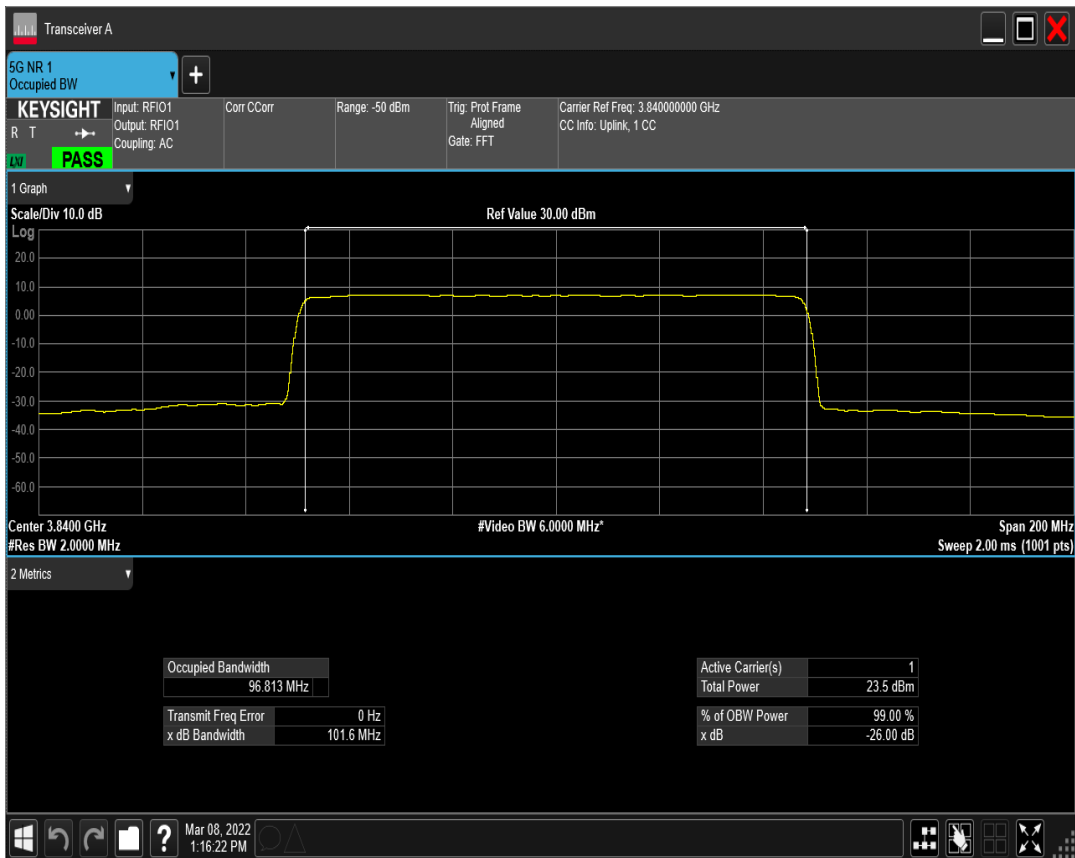 Transceiver A
5G NR 1
Occupied BW
+
KEYSIGHT
R T
LXI
PASS
Input: RFIO1
Output: RFIO1
Coupling: AC
Corr CCorr
Range: -50 dBm
Trig: Prot Frame
Aligned
Gate: FFT
Carrier Ref Freq: 3.840000000 GHz
CC Info: Uplink, 1 CC
1 Graph
Scale/Div 10.0 dB
Ref Value 30.00 dBm
Log
20.0
10.0
0.00
-10.0
-20.0
-30.0
-40.0
-50.0
-60.0
Center 3.8400 GHz
#Video BW 6.0000 MHz*
Span 200 MHz
#Res BW 2.0000 MHz
Sweep 2.00 ms (1001 pts)
2 Metrics
Occupied Bandwidth
96.813 MHz
Transmit Freq Error 0 Hz
x dB Bandwidth 101.6 MHz
Active Carrier(s) 1
Total Power 23.5 dBm
% of OBW Power 99.00 %
x dB -26.00 dB
?
Mar 08, 2022
1:16:22 PM